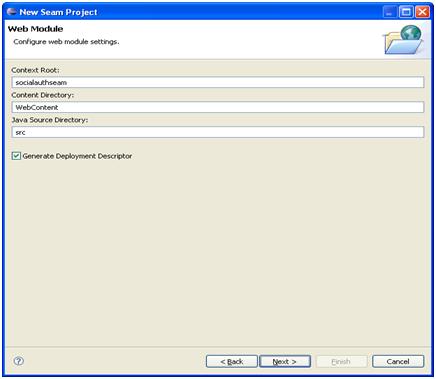 New Seam Project
Web Module
Configure web module settings.
Context Root:
socialauthseam
Content Directory:
WebContent
Java Source Directory:
src
Generate Deployment Descriptor
? < Back Next > Finish Cancel